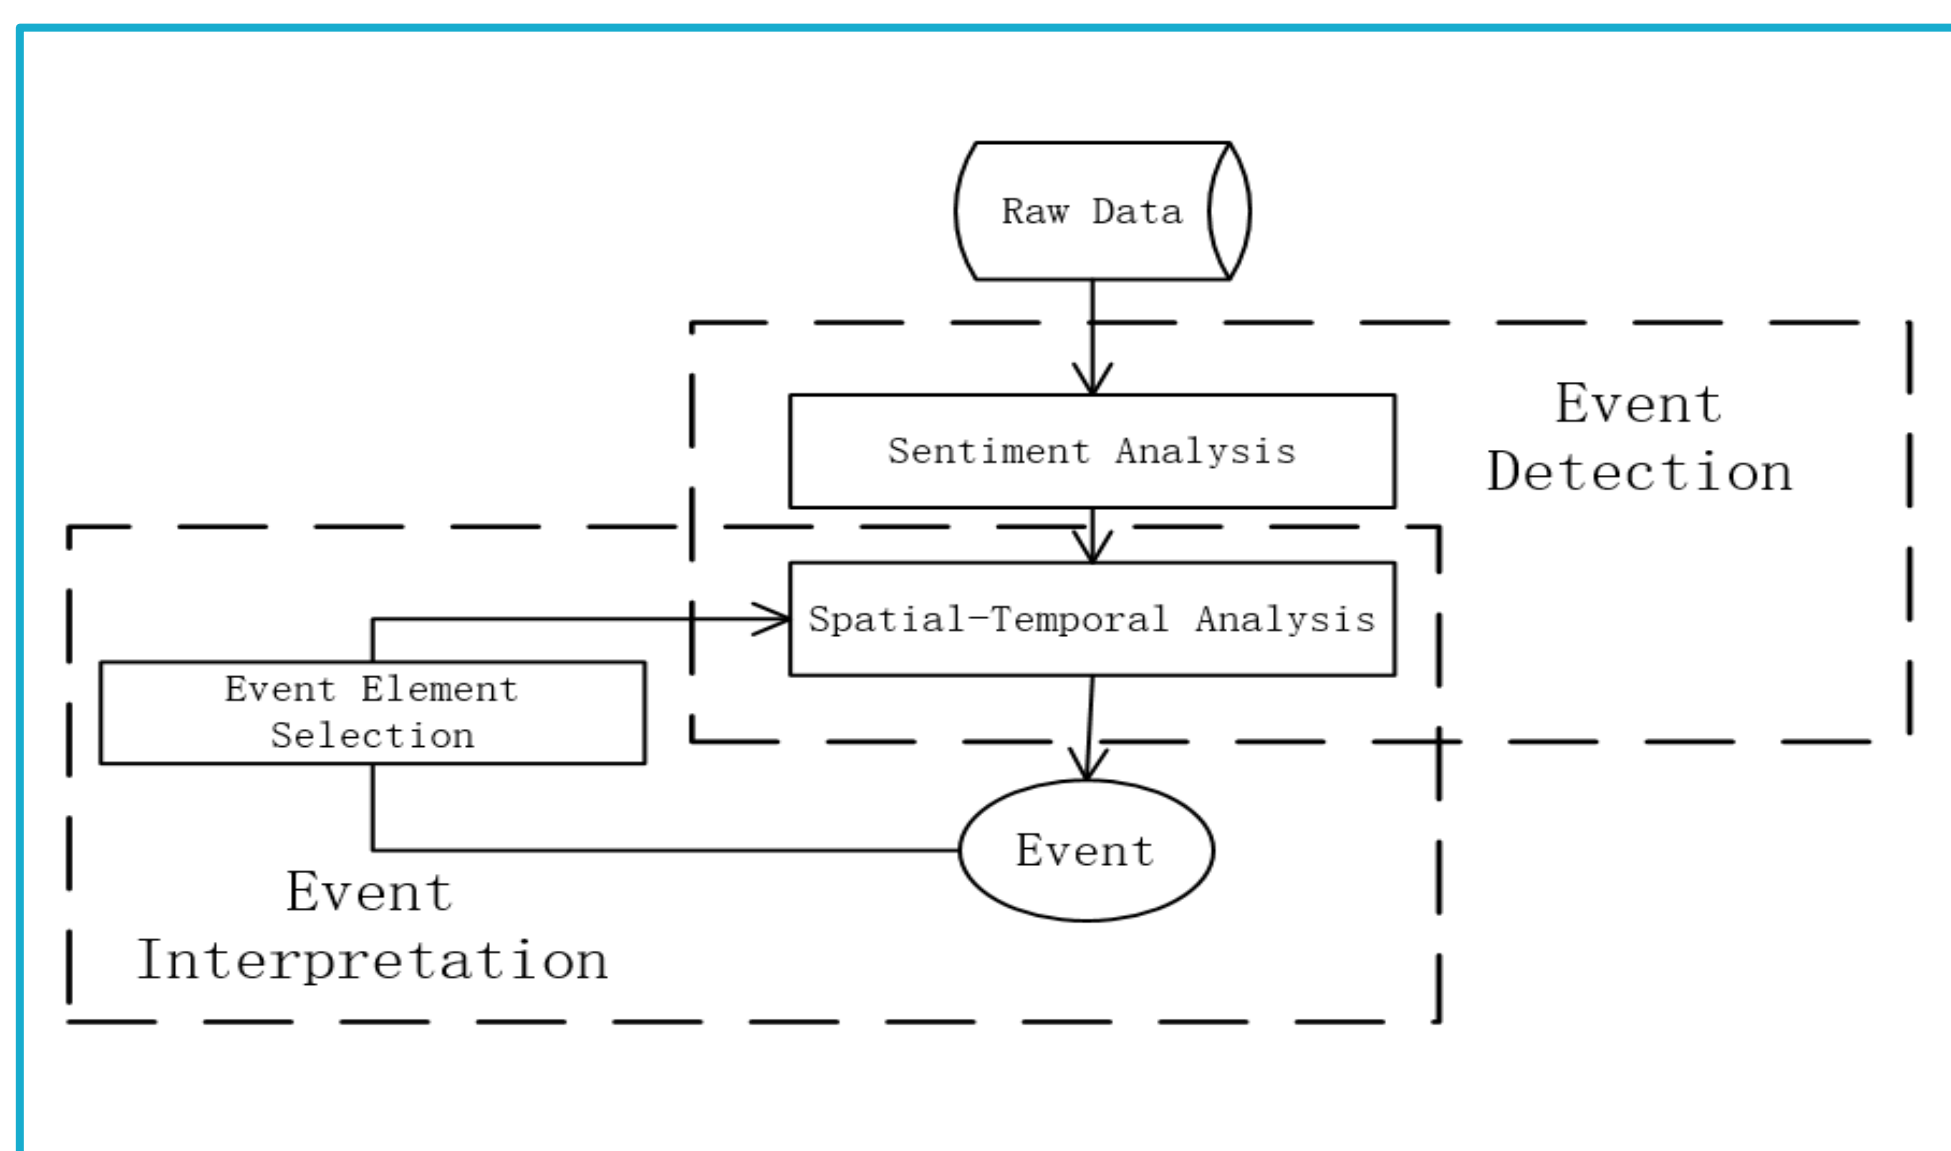 Raw Data
Event
Detection
Sentiment Analysis
Spatial-Temporal Analysis
Event Element
Selection
Event
Event
Interpretation